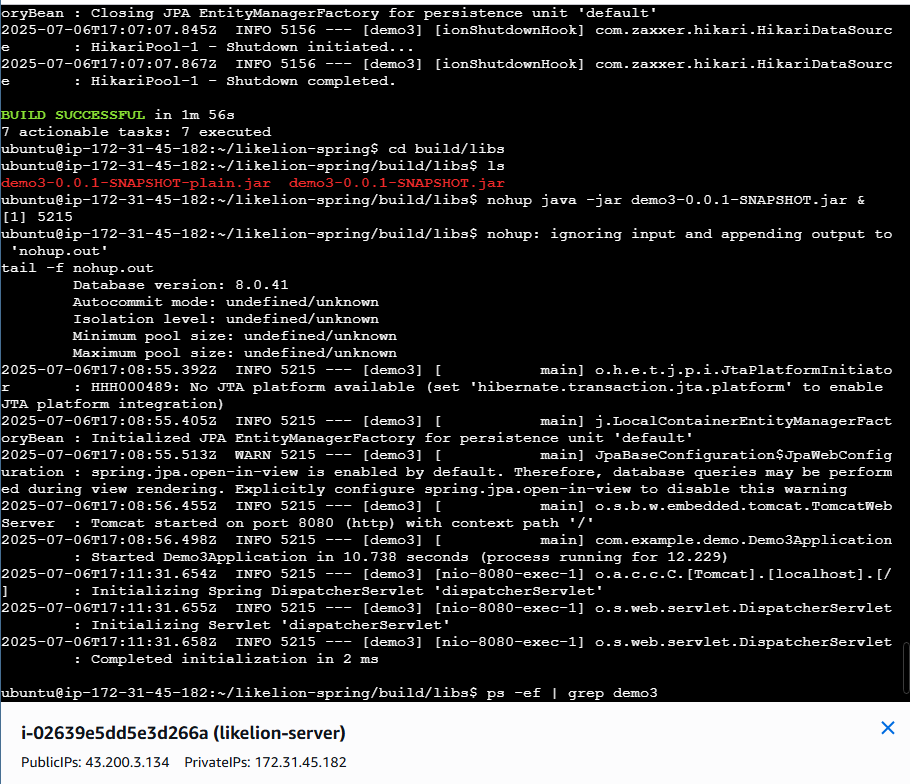 oryBean : Closing JPA EntityManagerFactory for persistence unit 'default'
2025-07-06T17:07:07.845Z  INFO 5156 --- [demo3] [ionShutdownHook] com.zaxxer.hikari.HikariDataSourc
e        : HikariPool-1 - Shutdown initiated...
2025-07-06T17:07:07.867Z  INFO 5156 --- [demo3] [ionShutdownHook] com.zaxxer.hikari.HikariDataSourc
e        : HikariPool-1 - Shutdown completed.

BUILD SUCCESSFUL in 1m 56s
7 actionable tasks: 7 executed
ubuntu@ip-172-31-45-182:~/likelion-spring$ cd build/libs
ubuntu@ip-172-31-45-182:~/likelion-spring/build/libs$ ls
demo3-0.0.1-SNAPSHOT-plain.jar  demo3-0.0.1-SNAPSHOT.jar
ubuntu@ip-172-31-45-182:~/likelion-spring/build/libs$ nohup java -jar demo3-0.0.1-SNAPSHOT.jar &
[1] 5215
ubuntu@ip-172-31-45-182:~/likelion-spring/build/libs$ nohup: ignoring input and appending output to
 'nohup.out'
tail -f nohup.out
        Database version: 8.0.41
        Autocommit mode: undefined/unknown
        Isolation level: undefined/unknown
        Minimum pool size: undefined/unknown
        Maximum pool size: undefined/unknown
2025-07-06T17:08:55.392Z  INFO 5215 --- [demo3] [           main] o.h.e.t.j.p.i.JtaPlatformInitiato
r        : HHH000489: No JTA platform available (set 'hibernate.transaction.jta.platform' to enable
JTA platform integration)
2025-07-06T17:08:55.405Z  INFO 5215 --- [demo3] [           main] j.LocalContainerEntityManagerFact
oryBean : Initialized JPA EntityManagerFactory for persistence unit 'default'
2025-07-06T17:08:55.513Z  WARN 5215 --- [demo3] [           main] JpaBaseConfiguration$JpaWebConfig
uration : spring.jpa.open-in-view is enabled by default. Therefore, database queries may be perform
ed during view rendering. Explicitly configure spring.jpa.open-in-view to disable this warning
2025-07-06T17:08:56.455Z  INFO 5215 --- [demo3] [           main] o.s.b.w.embedded.tomcat.TomcatWeb
Server  : Tomcat started on port 8080 (http) with context path '/'
2025-07-06T17:08:56.498Z  INFO 5215 --- [demo3] [           main] com.example.demo.Demo3Application
        : Started Demo3Application in 10.738 seconds (process running for 12.229)
2025-07-06T17:11:31.654Z  INFO 5215 --- [demo3] [nio-8080-exec-1] o.a.c.c.C.[Tomcat].[localhost].[/
]        : Initializing Spring DispatcherServlet 'dispatcherServlet'
2025-07-06T17:11:31.655Z  INFO 5215 --- [demo3] [nio-8080-exec-1] o.s.web.servlet.DispatcherServlet
        : Initializing Servlet 'dispatcherServlet'
2025-07-06T17:11:31.658Z  INFO 5215 --- [demo3] [nio-8080-exec-1] o.s.web.servlet.DispatcherServlet
        : Completed initialization in 2 ms

ubuntu@ip-172-31-45-182:~/likelion-spring/build/libs$ ps -ef | grep demo3
i-02639e5dd5e3d266a (likelion-server)
PublicIPs: 43.200.3.134    PrivateIPs: 172.31.45.182